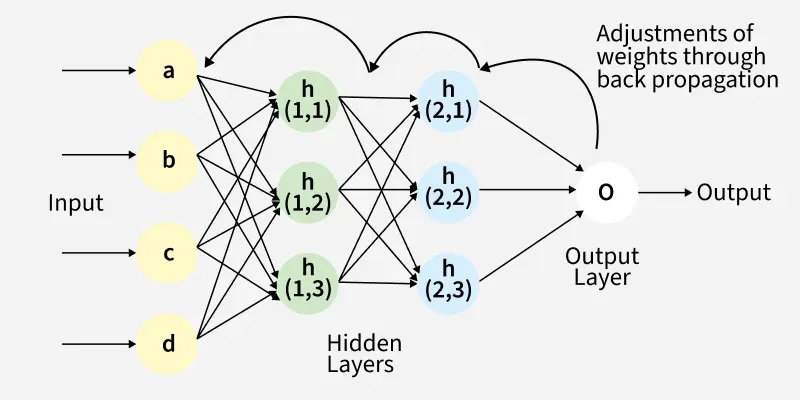 Adjustments of
weights through
back propagation
a
b
c
d
Input
h
(1,1)
h
(1,2)
h
(1,3)
h
(2,1)
h
(2,2)
h
(2,3)
Hidden
Layers
O
Output
Layer
Output